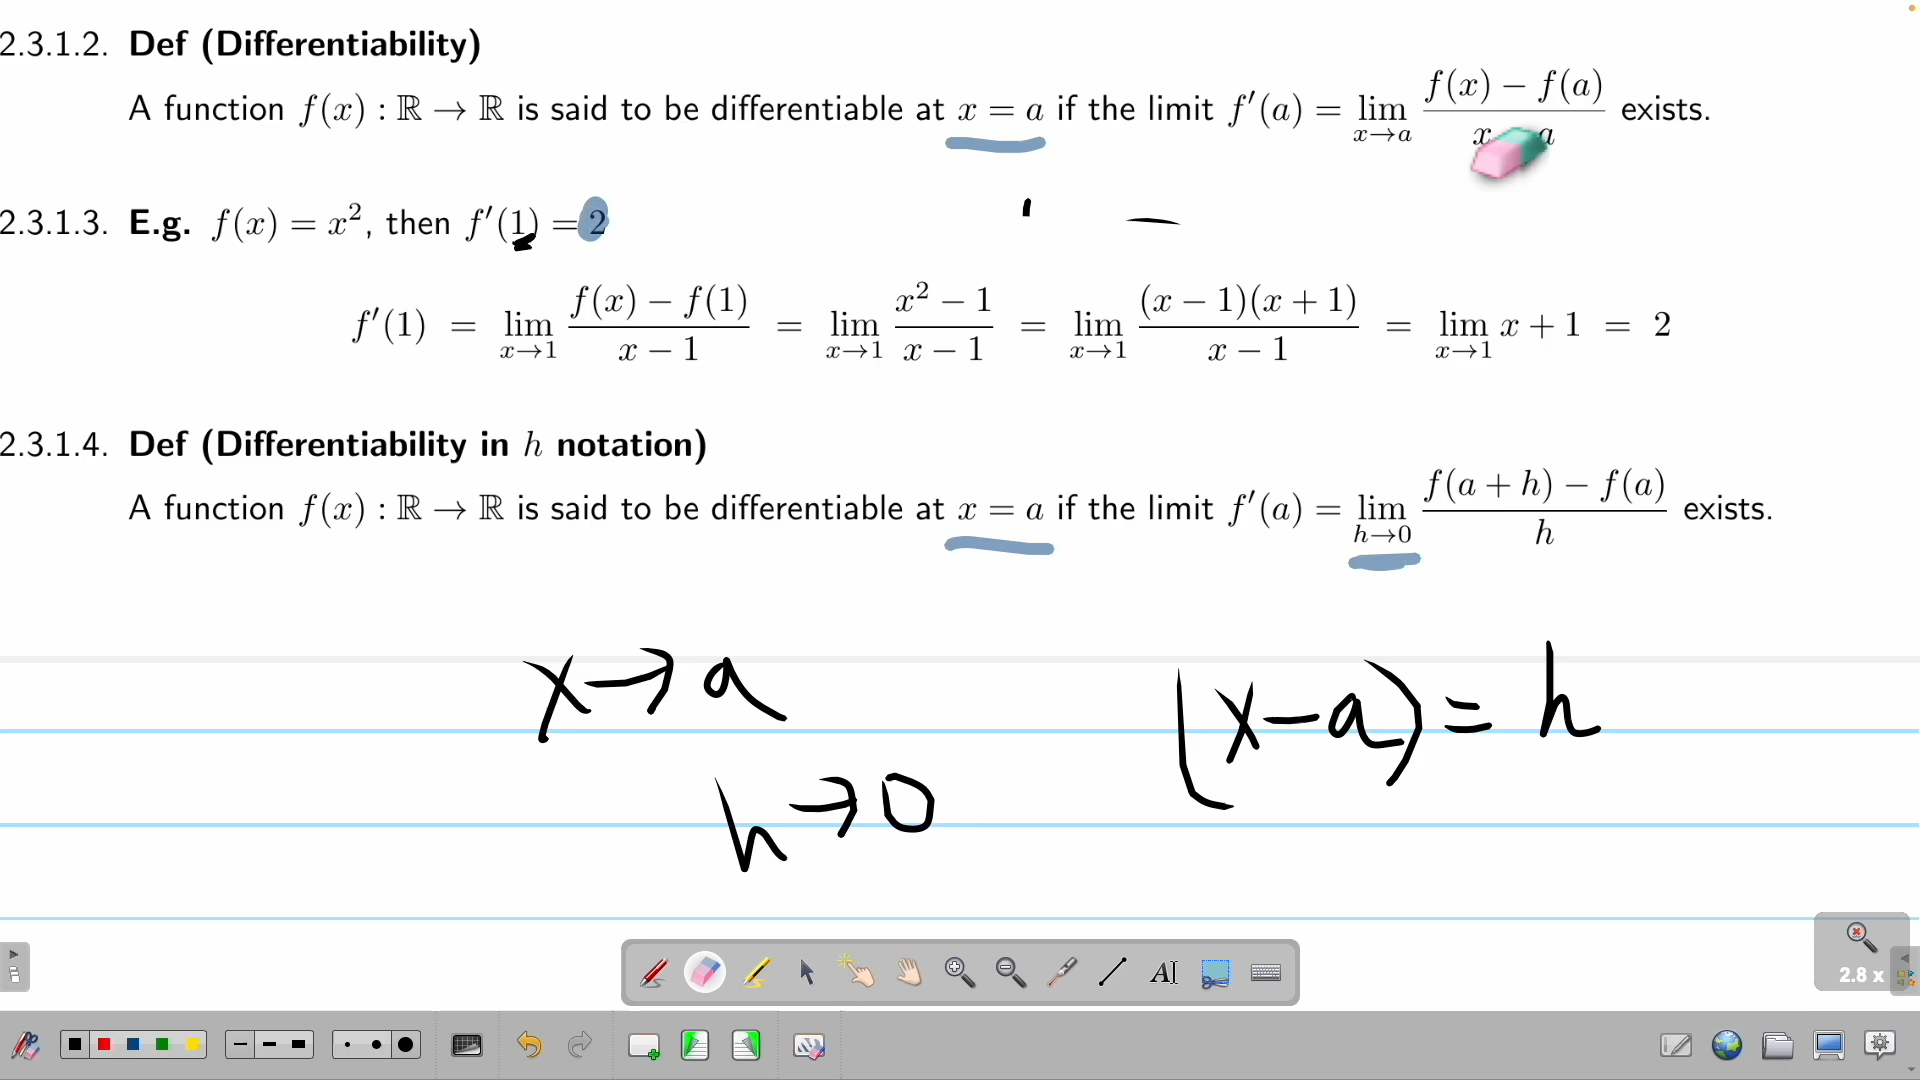 2.3.1.2. Def (Differentiability)
A function f(x) : ℝ → ℝ is said to be differentiable at x = a if the limit f′(a) = lim_{x→a} (f(x) − f(a))/(x a) exists.
2.3.1.3. E.g. f(x) = x², then f′(1) = 2
f′(1) = lim_{x→1} (f(x) − f(1))/(x − 1) = lim_{x→1} (x² − 1)/(x − 1) = lim_{x→1} ((x − 1)(x + 1))/(x − 1) = lim_{x→1} x + 1 = 2
2.3.1.4. Def (Differentiability in h notation)
A function f(x) : ℝ → ℝ is said to be differentiable at x = a if the limit f′(a) = lim_{h→0} (f(a + h) − f(a))/h exists.
x → a
(x − a) = h
h → 0
2.8 x
AI